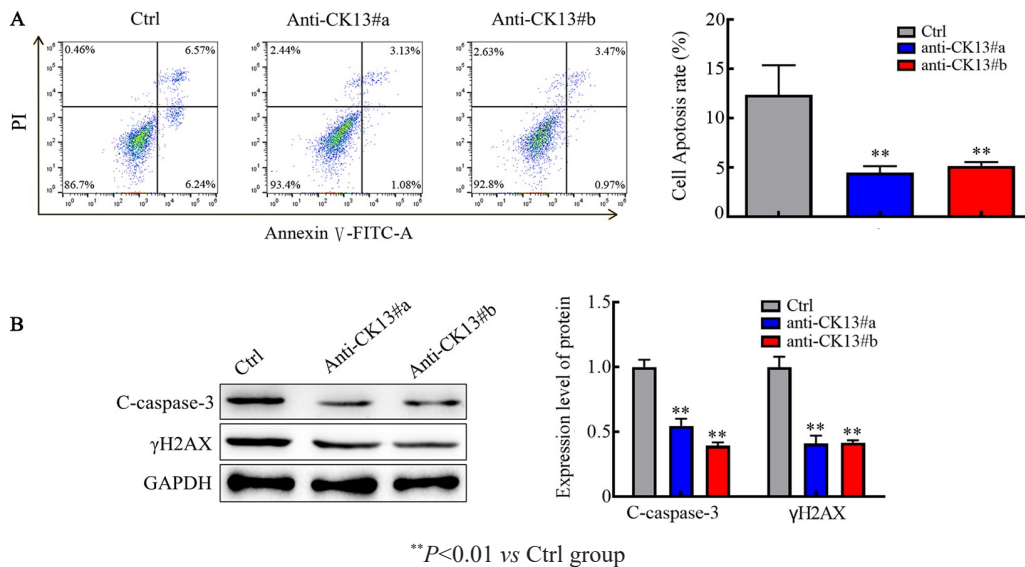 A
Ctrl
Anti-CK13#a
Anti-CK13#b
0.46%
6.57%
86.7%
6.24%
2.44%
3.13%
93.4%
1.08%
2.63%
3.47%
92.8%
0.97%
PI
Annexin V-FITC-A
Cell Apotosis rate (%)
20
15
10
5
0
Ctrl
anti-CK13#a
anti-CK13#b
**
**
B
Ctrl
Anti-CK13#a
Anti-CK13#b
C-caspase-3
γH2AX
GAPDH
Expression level of protein
1.5
1.0
0.5
0
Ctrl
anti-CK13#a
anti-CK13#b
**
**
**
**
C-caspase-3
γH2AX
**P<0.01 vs Ctrl group